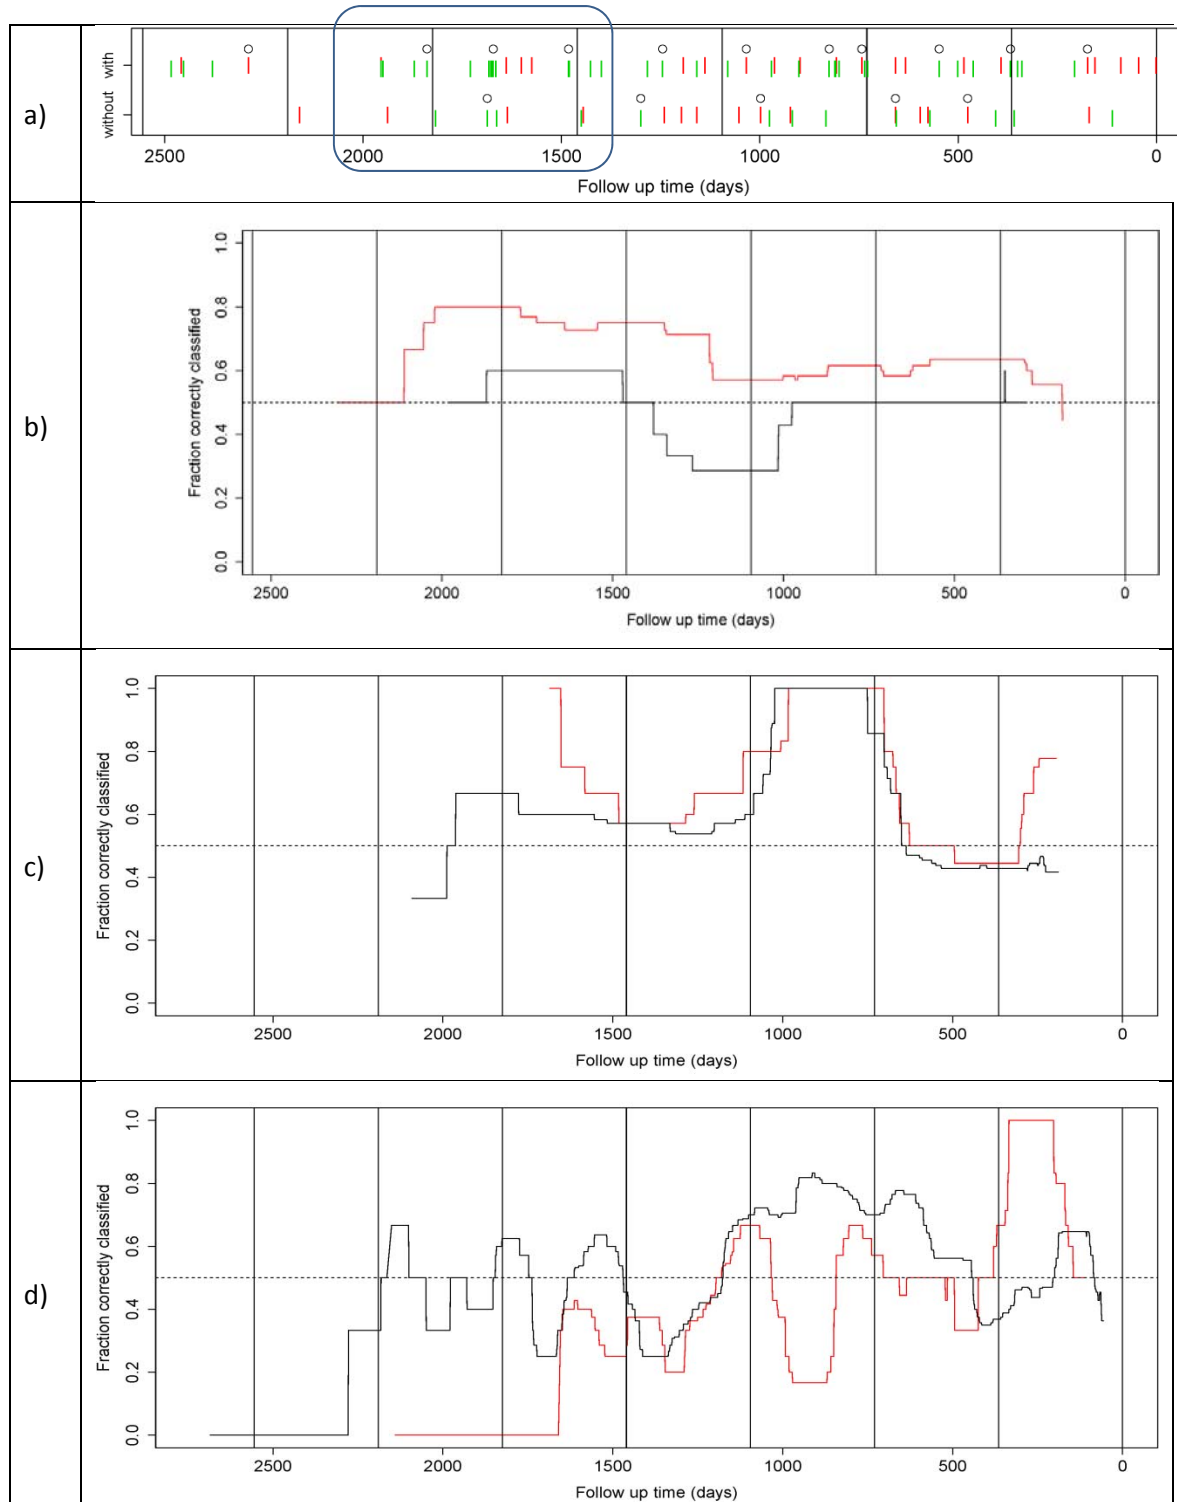 a)
with
without
2500 2000 1500 1000 500 0
Follow up time (days)
b)
Fraction correctly classified
1.0
0.8
0.6
0.4
0.2
0.0
2500 2000 1500 1000 500 0
Follow up time (days)
c)
Fraction correctly classified
1.0
0.8
0.6
0.4
0.2
0.0
2500 2000 1500 1000 500 0
Follow up time (days)
d)
Fraction correctly classified
1.0
0.8
0.6
0.4
0.2
0.0
2500 2000 1500 1000 500 0
Follow up time (days)